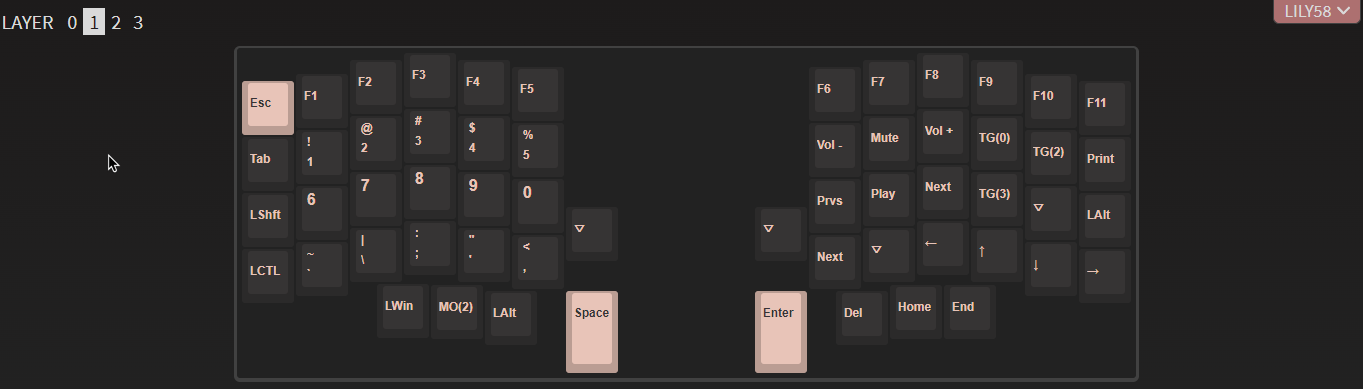 LAYER 0 1 2 3
LILY58
Esc F1 F2 F3 F4 F5 F6 F7 F8 F9 F10 F11
Tab ! 1 @ 2 # 3 $ 4 % 5 Vol - Mute Vol + TG(0) TG(2) Print
LShft 6 7 8 9 0 ▽ ▽ Prvs Play Next TG(3) ▽ LAlt
LCTL ~ ` | \ : ; " ' < , Next ▽ ← ↑ ↓ →
LWin MO(2) LAlt Space Enter Del Home End